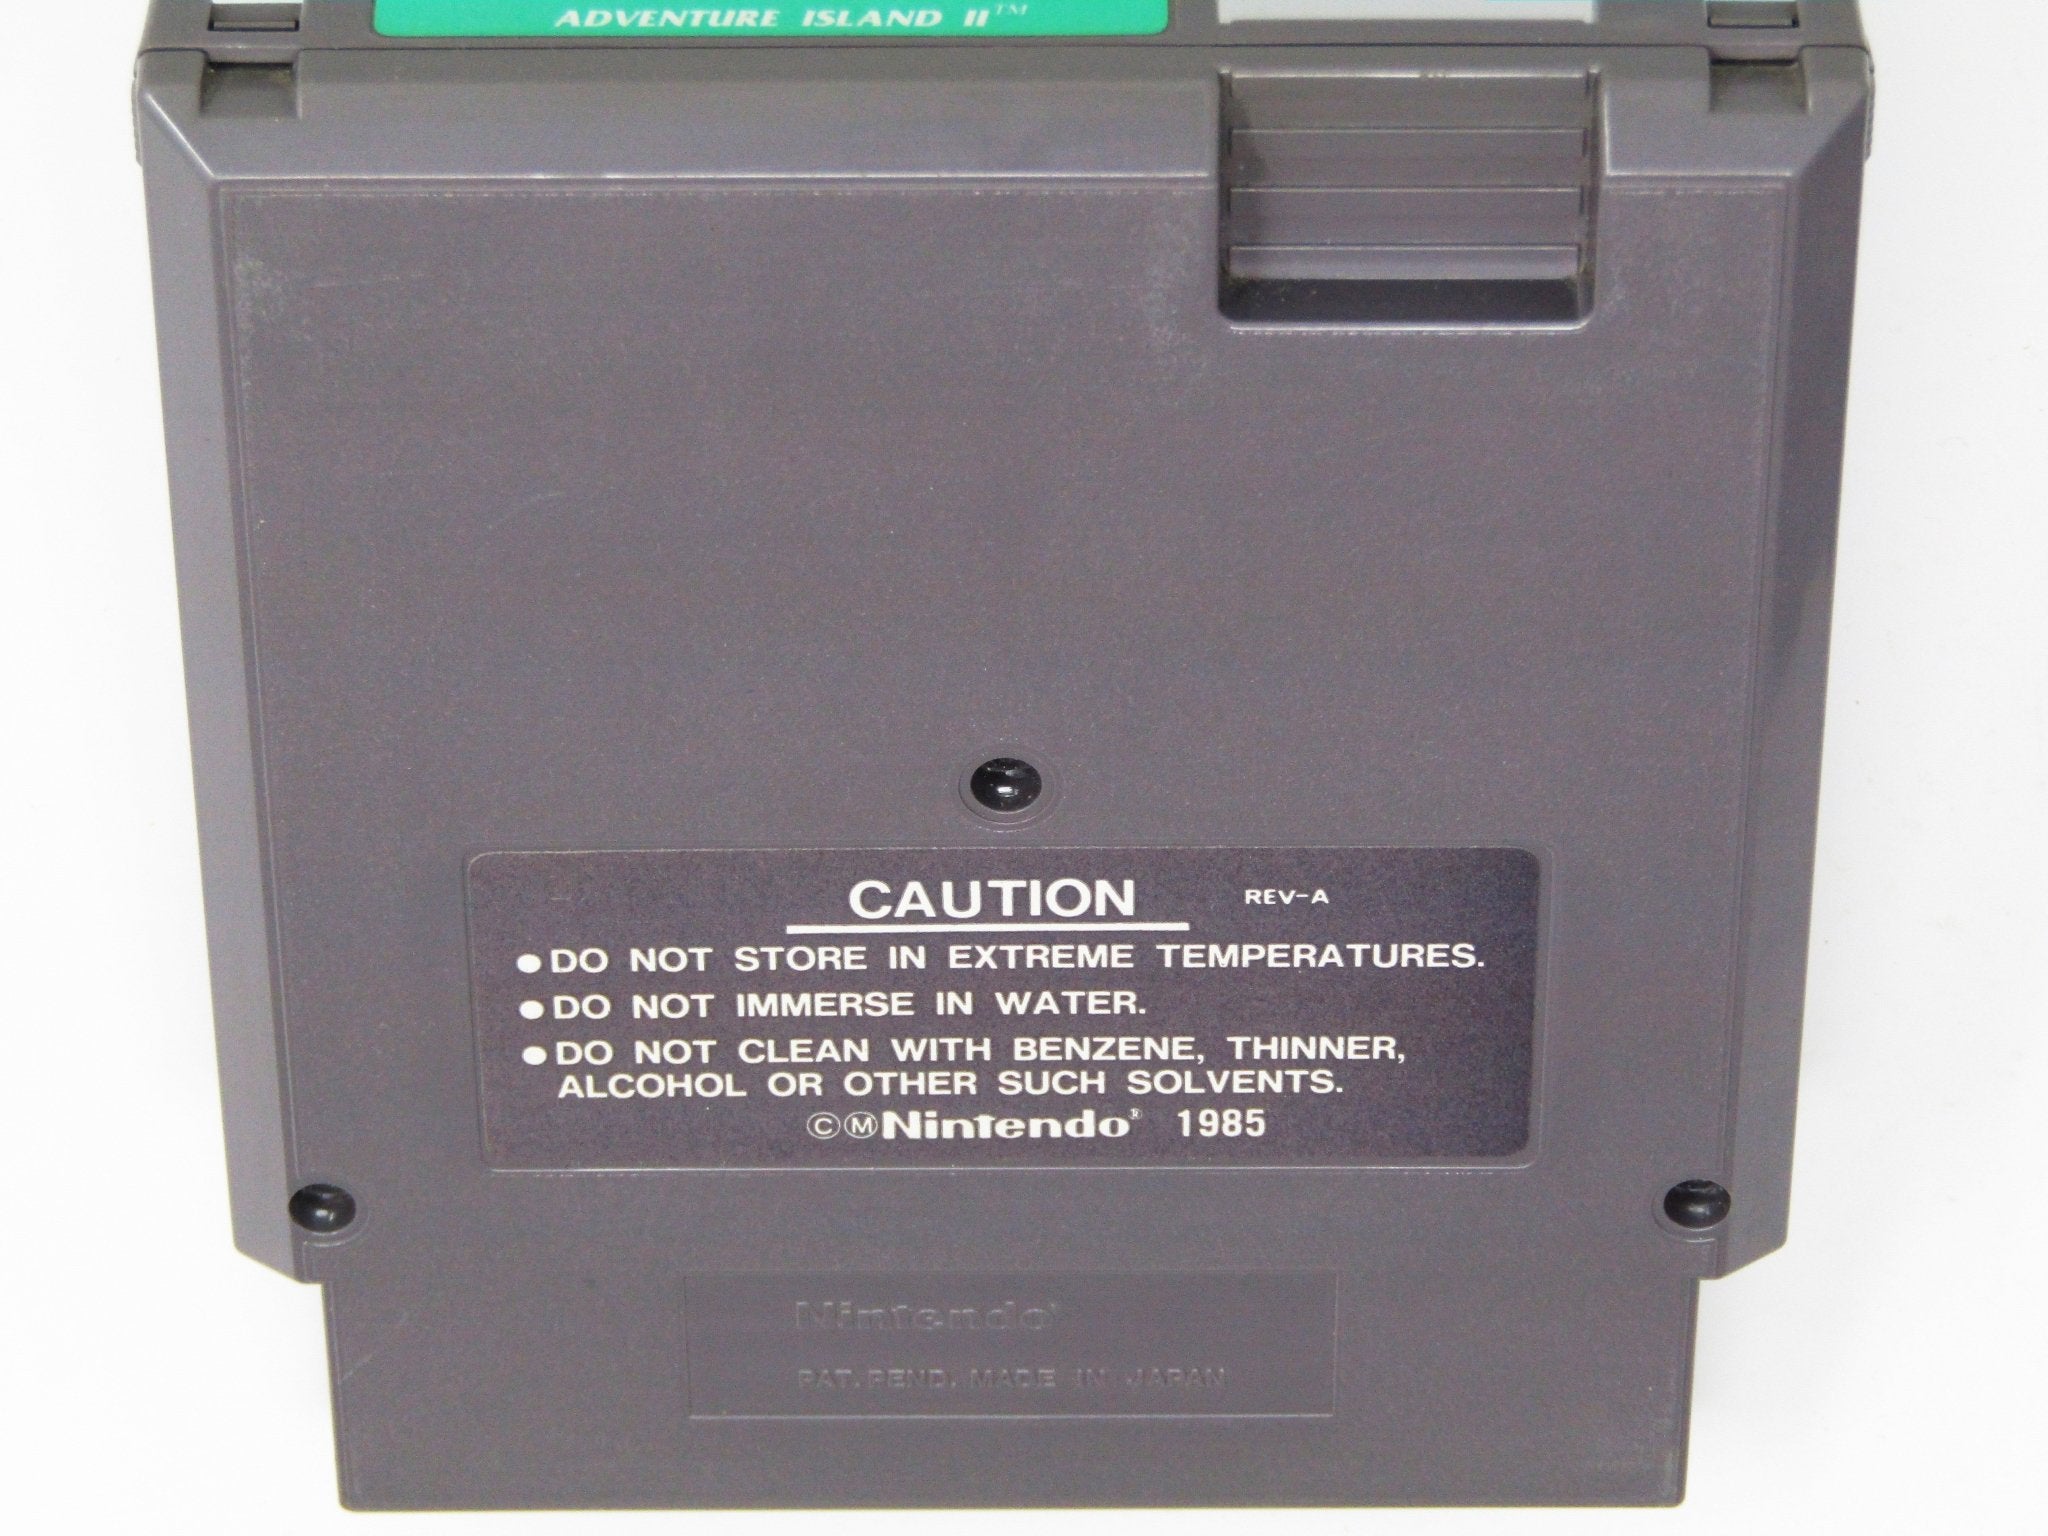 ADVENTURE ISLAND II™
CAUTION REV-A
●DO NOT STORE IN EXTREME TEMPERATURES.
●DO NOT IMMERSE IN WATER.
●DO NOT CLEAN WITH BENZENE, THINNER,
ALCOHOL OR OTHER SUCH SOLVENTS.
©ⓂNintendo® 1985
Nintendo®
PAT. PEND. MADE IN JAPAN